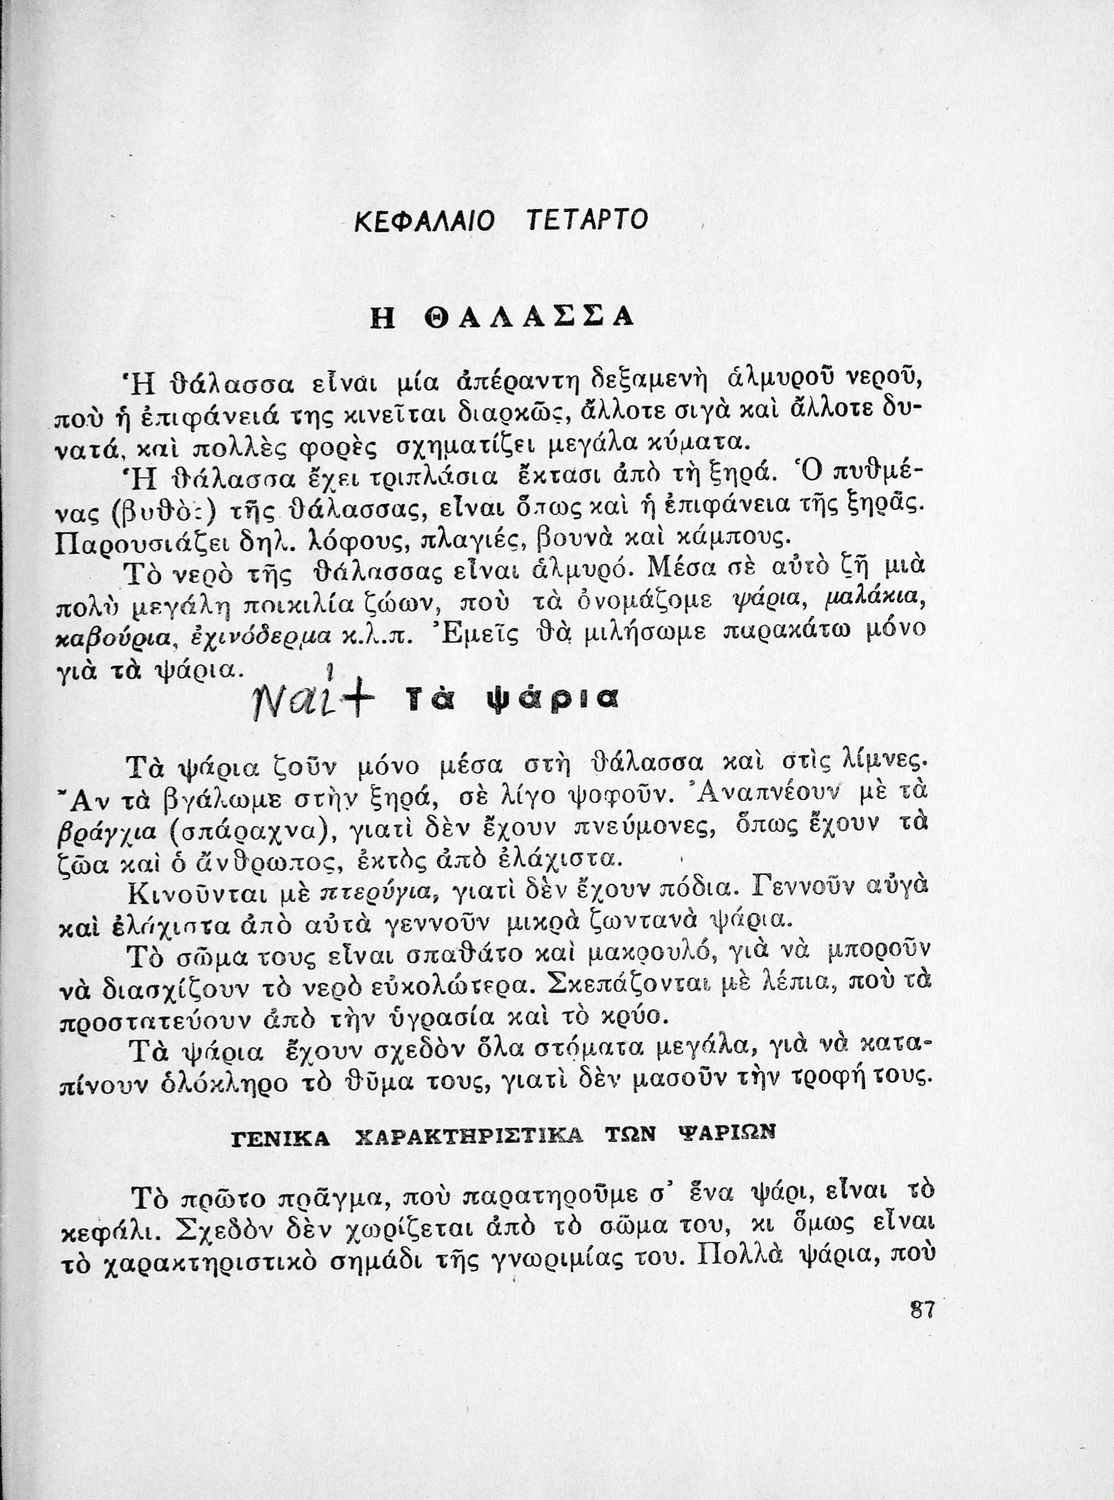 ΚΕΦΑΛΑΙΟ ΤΕΤΑΡΤΟ
Η ΘΑΛΑΣΣΑ
Ἡ θάλασσα εἶναι μία ἀπέραντη δεξαμενὴ ἁλμυροῦ νεροῦ,
ποὺ ἡ ἐπιφάνειά της κινεῖται διαρκῶς, ἄλλοτε σιγὰ καὶ ἄλλοτε δυ-
νατά, καὶ πολλὲς φορὲς σχηματίζει μεγάλα κύματα.
Ἡ θάλασσα ἔχει τριπλάσια ἔκτασι ἀπὸ τὴ ξηρά. Ὁ πυθμέ-
νας (βυθὸς) τῆς θάλασσας, εἶναι ὅπως καὶ ἡ ἐπιφάνεια τῆς ξηρᾶς.
Παρουσιάζει δηλ. λόφους, πλαγιές, βουνὰ καὶ κάμπους.
Τὸ νερὸ τῆς θάλασσας εἶναι ἁλμυρό. Μέσα σὲ αὐτὸ ζῆ μιὰ
πολὺ μεγάλη ποικιλία ζώων, ποὺ τὰ ὀνομάζομε ψάρια, μαλάκια,
καβούρια, ἐχινόδερμα κ.λ.π. Ἐμεῖς θὰ μιλήσωμε παρακάτω μόνο
γιὰ τὰ ψάρια.
Ναί + Τὰ ψάρια
Τὰ ψάρια ζοῦν μόνο μέσα στὴ θάλασσα καὶ στὶς λίμνες.
Ἂν τὰ βγάλωμε στὴν ξηρά, σὲ λίγο ψοφοῦν. Ἀναπνέουν μὲ τὰ
βράγχια (σπάραχνα), γιατὶ δὲν ἔχουν πνεύμονες, ὅπως ἔχουν τὰ
ζῶα καὶ ὁ ἄνθρωπος, ἐκτὸς ἀπὸ ἐλάχιστα.
Κινοῦνται μὲ πτερύγια, γιατὶ δὲν ἔχουν πόδια. Γεννοῦν αὐγὰ
καὶ ἐλάχιστα ἀπὸ αὐτὰ γεννοῦν μικρὰ ζωντανὰ ψάρια.
Τὸ σῶμα τους εἶναι σπαθάτο καὶ μακρουλό, γιὰ νὰ μποροῦν
νὰ διασχίζουν τὸ νερὸ εὐκολώτερα. Σκεπάζονται μὲ λέπια, ποὺ τὰ
προστατεύουν ἀπὸ τὴν ὑγρασία καὶ τὸ κρύο.
Τὰ ψάρια ἔχουν σχεδὸν ὅλα στόματα μεγάλα, γιὰ νὰ κατα-
πίνουν ὁλόκληρο τὸ θῦμα τους, γιατὶ δὲν μασοῦν τὴν τροφή τους.
ΓΕΝΙΚΑ ΧΑΡΑΚΤΗΡΙΣΤΙΚΑ ΤΩΝ ΨΑΡΙΩΝ
Τὸ πρῶτο πρᾶγμα, ποὺ παρατηροῦμε σ᾿ ἕνα ψάρι, εἶναι τὸ
κεφάλι. Σχεδὸν δὲν χωρίζεται ἀπὸ τὸ σῶμα του, κι ὅμως εἶναι
τὸ χαρακτηριστικὸ σημάδι τῆς γνωριμίας του. Πολλὰ ψάρια, ποὺ
87